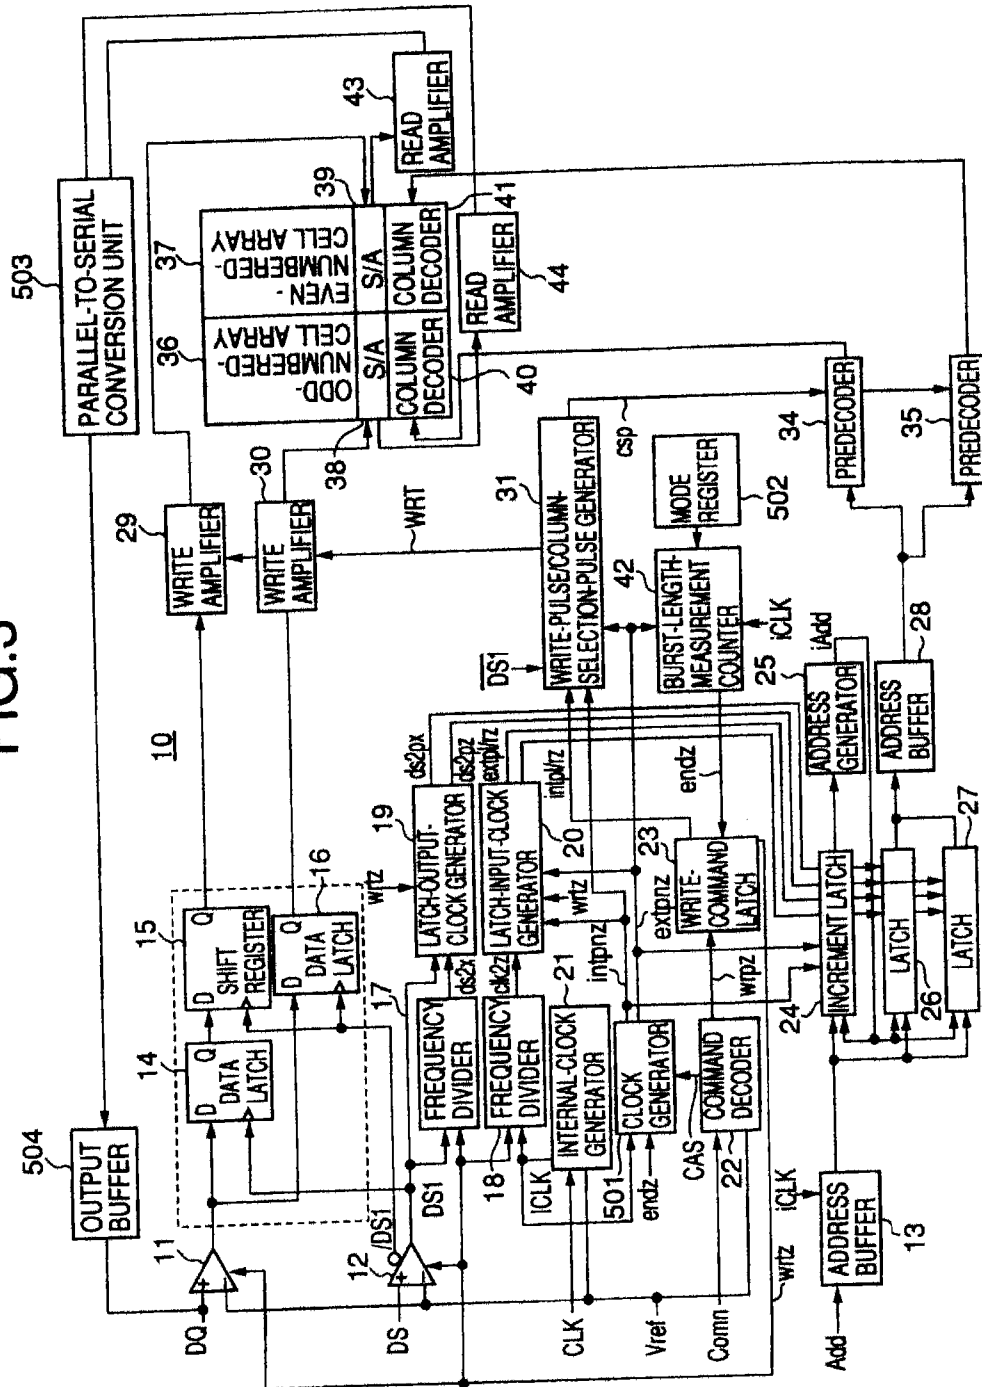 FIG.3
10
503
PARALLEL-TO-SERIAL
CONVERSION UNIT
504
OUTPUT
BUFFER
29
WRITE
AMPLIFIER
30
WRITE
AMPLIFIER
WRT
36
ODD-
NUMBERED-
CELL ARRAY
37
EVEN-
NUMBERED-
CELL ARRAY
38
S/A
39
S/A
40
COLUMN
DECODER
41
COLUMN
DECODER
43
READ
AMPLIFIER
44
READ
AMPLIFIER
DQ
11
+
14
D
Q
DATA
LATCH
15
D
Q
SHIFT
REGISTER
16
D
Q
DATA
LATCH
DS
12
+
/DS1
DS1
17
FREQUENCY
DIVIDER
ds2x
18
FREQUENCY
DIVIDER
clk2z
wrtz
19
LATCH-OUTPUT-
CLOCK GENERATOR
ds2px
ds2pz
20
LATCH-INPUT-CLOCK
GENERATOR
extplrz
intplrz
wrtz
DS1
31
WRITE-PULSE/COLUMN-
SELECTION-PULSE GENERATOR
csp
CLK
iCLK
21
INTERNAL-CLOCK
GENERATOR
501
CLOCK
GENERATOR
endz
CAS
intpnz
extpnz
Vref
Comn
22
COMMAND
DECODER
wrpz
23
WRITE-
COMMAND
LATCH
endz
42
BURST-LENGTH-
MEASUREMENT
COUNTER
iCLK
MODE
REGISTER
502
wrtz
Add
iCLK
13
ADDRESS
BUFFER
24
INCREMENT LATCH
25
ADDRESS
GENERATOR
iAdd
26
LATCH
27
LATCH
28
ADDRESS
BUFFER
34
PREDECODER
35
PREDECODER